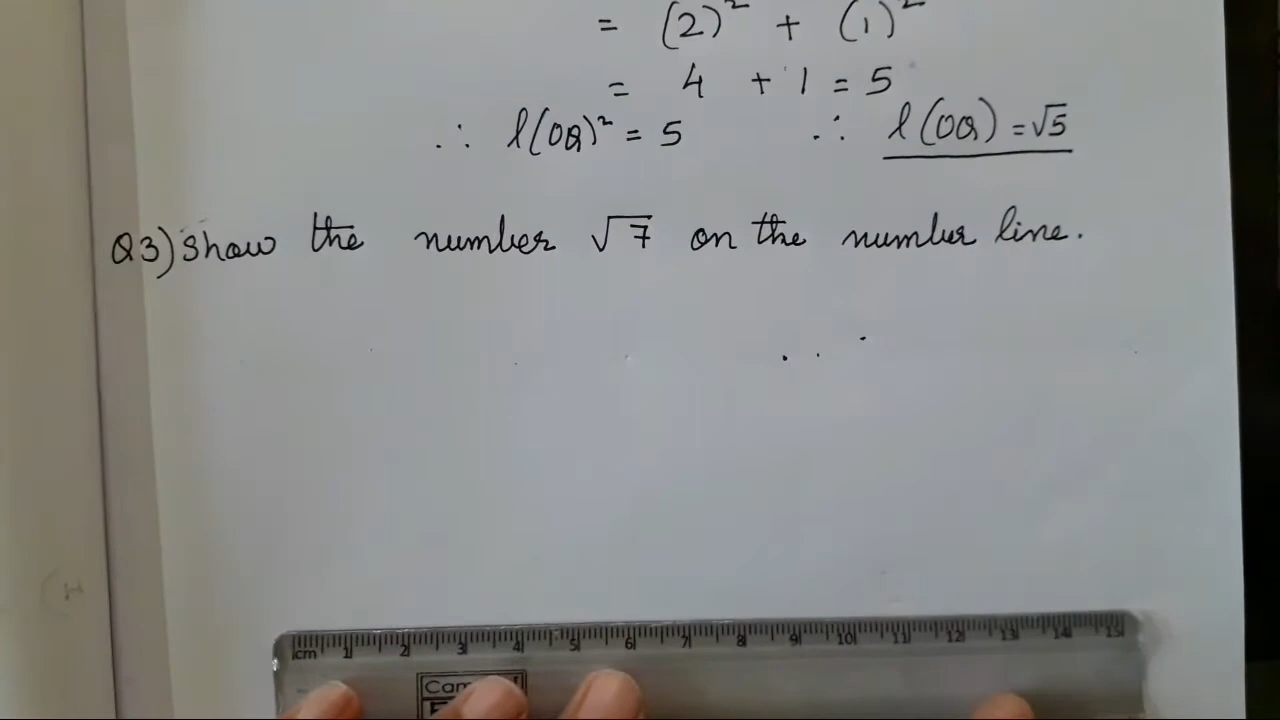 = (2)² + (1)²
= 4 + 1 = 5
∴ l(OQ)² = 5 ∴ l(OQ) = √5
Q3) Show the number √7 on the number line.
cm 1 2 3 4 5 6 7 8 9 10 11 12 13 14 15